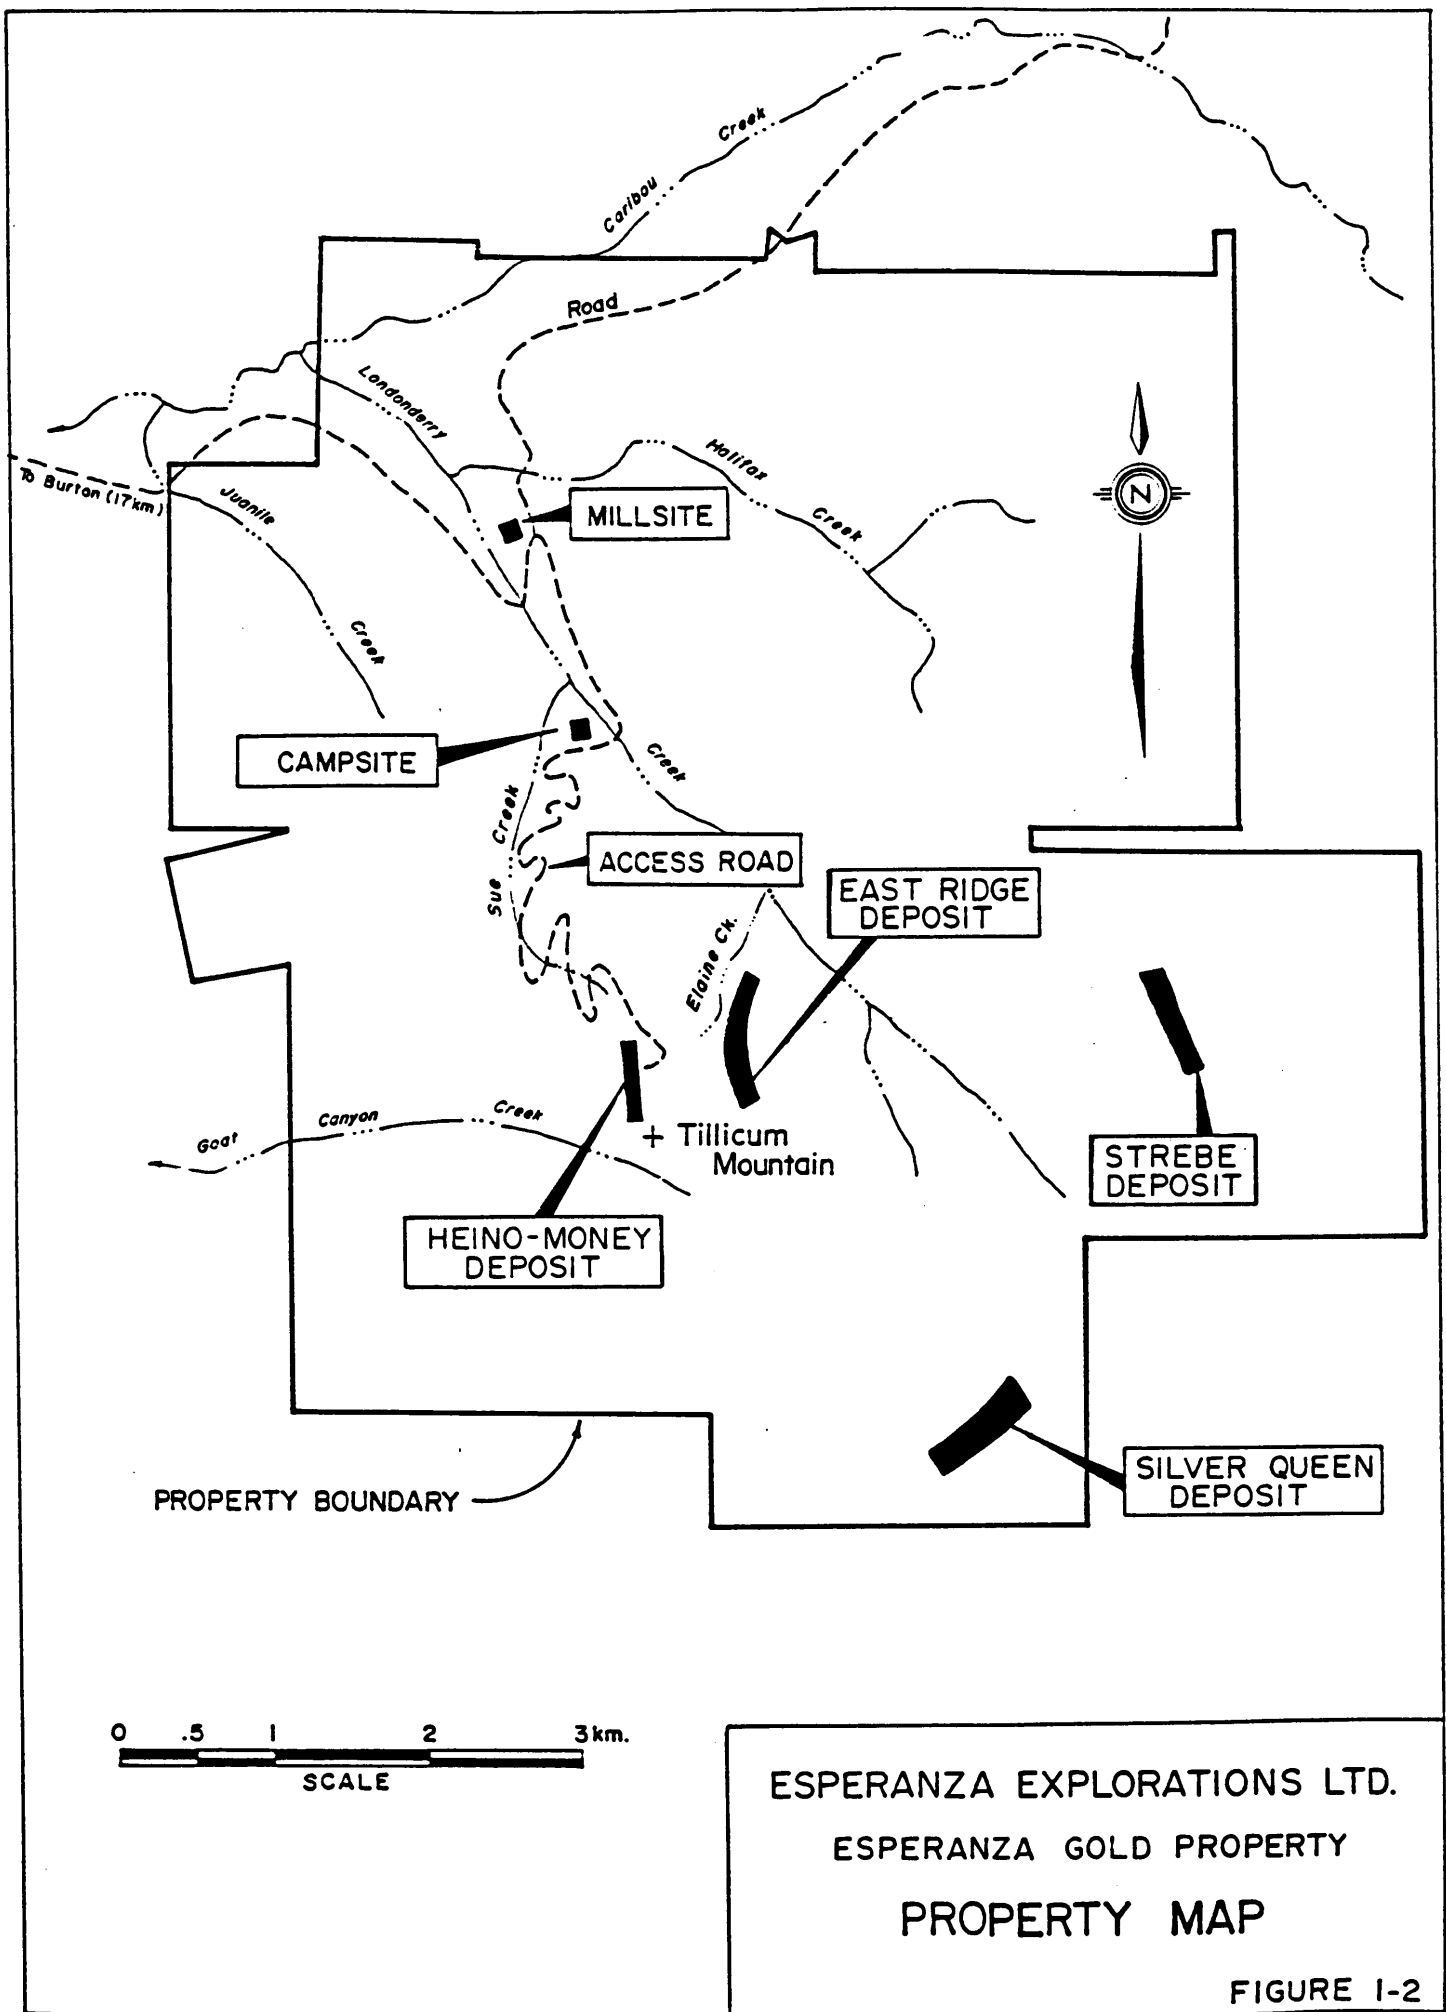 Caribou Creek
Road
Londonderry
Halifax
Creek
To Burton (17km)
Juanile
Creek
MILLSITE
N
CAMPSITE
Creek
Sue Creek
ACCESS ROAD
EAST RIDGE
DEPOSIT
Elaine Ck.
Goat Canyon Creek
+ Tillicum
Mountain
STREBE
DEPOSIT
HEINO-MONEY
DEPOSIT
PROPERTY BOUNDARY
SILVER QUEEN
DEPOSIT
0 .5 1 2 3km.
SCALE
ESPERANZA EXPLORATIONS LTD.
ESPERANZA GOLD PROPERTY
PROPERTY MAP
FIGURE 1-2